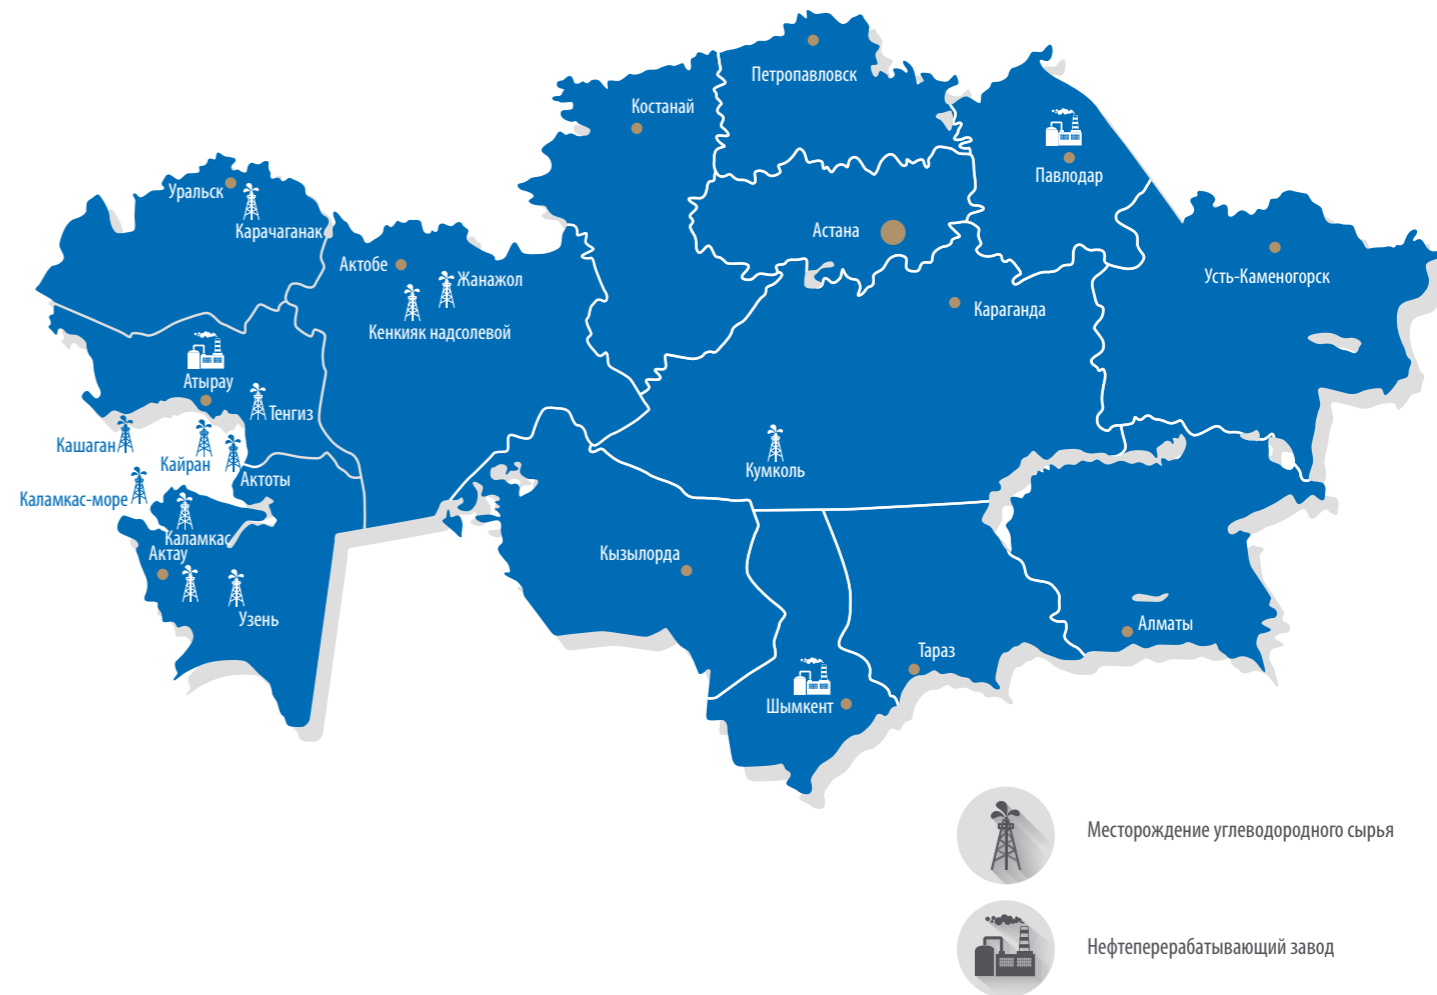 Петропавловск
Костанай
Павлодар
Уральск
Карачаганак
Астана
Актобе
Жанажол
Усть-Каменогорск
Караганда
Кенкияк надсолевой
Атырау
Тенгиз
Кашаган
Кайран
Кумколь
Актоты
Каламкас-море
Каламкас
Актау
Кызылорда
Узень
Алматы
Тараз
Шымкент
Месторождение углеводородного сырья
Нефтеперерабатывающий завод